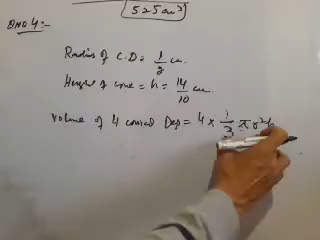 525 cm³
Q No 4:-
Radius of C.D = 1/2 cm.
Height of cone = h = 14/10 cm.
Volume of 4 conical Dep = 4 × 1/3 π r² h